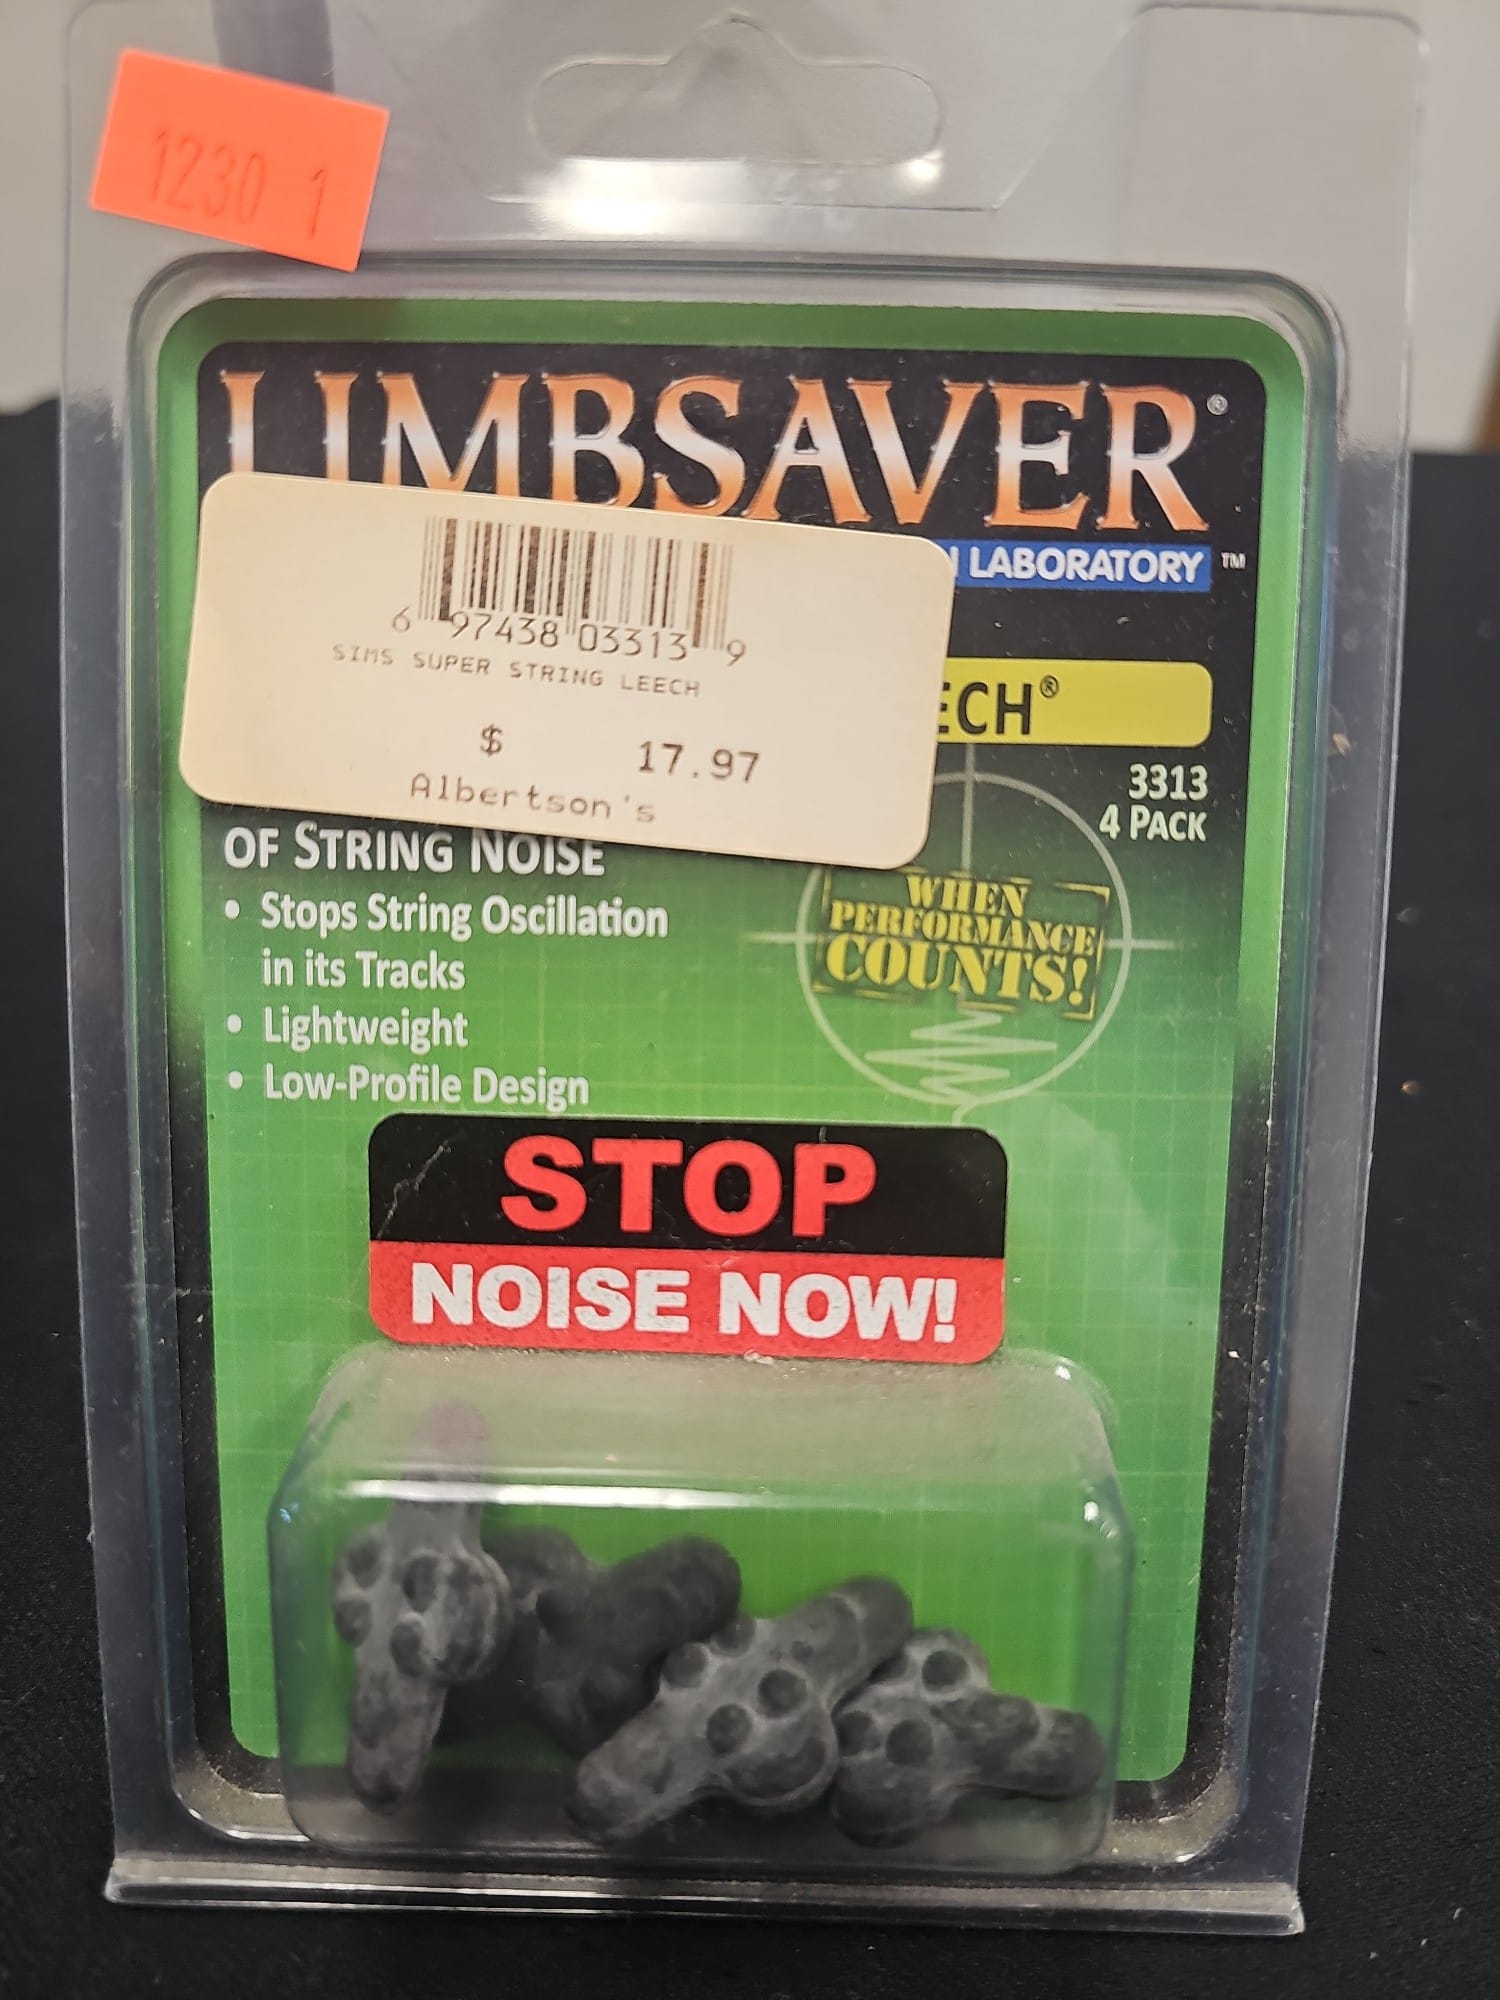 1230 1
LIMBSAVER®
LABORATORY™
6 97438 03313 9
SIMS SUPER STRING LEECH
$ 17.97
Albertson's
ECH®
3313
4 PACK
OF STRING NOISE
• Stops String Oscillation
in its Tracks
• Lightweight
• Low-Profile Design
WHEN
PERFORMANCE
COUNTS!
STOP
NOISE NOW!